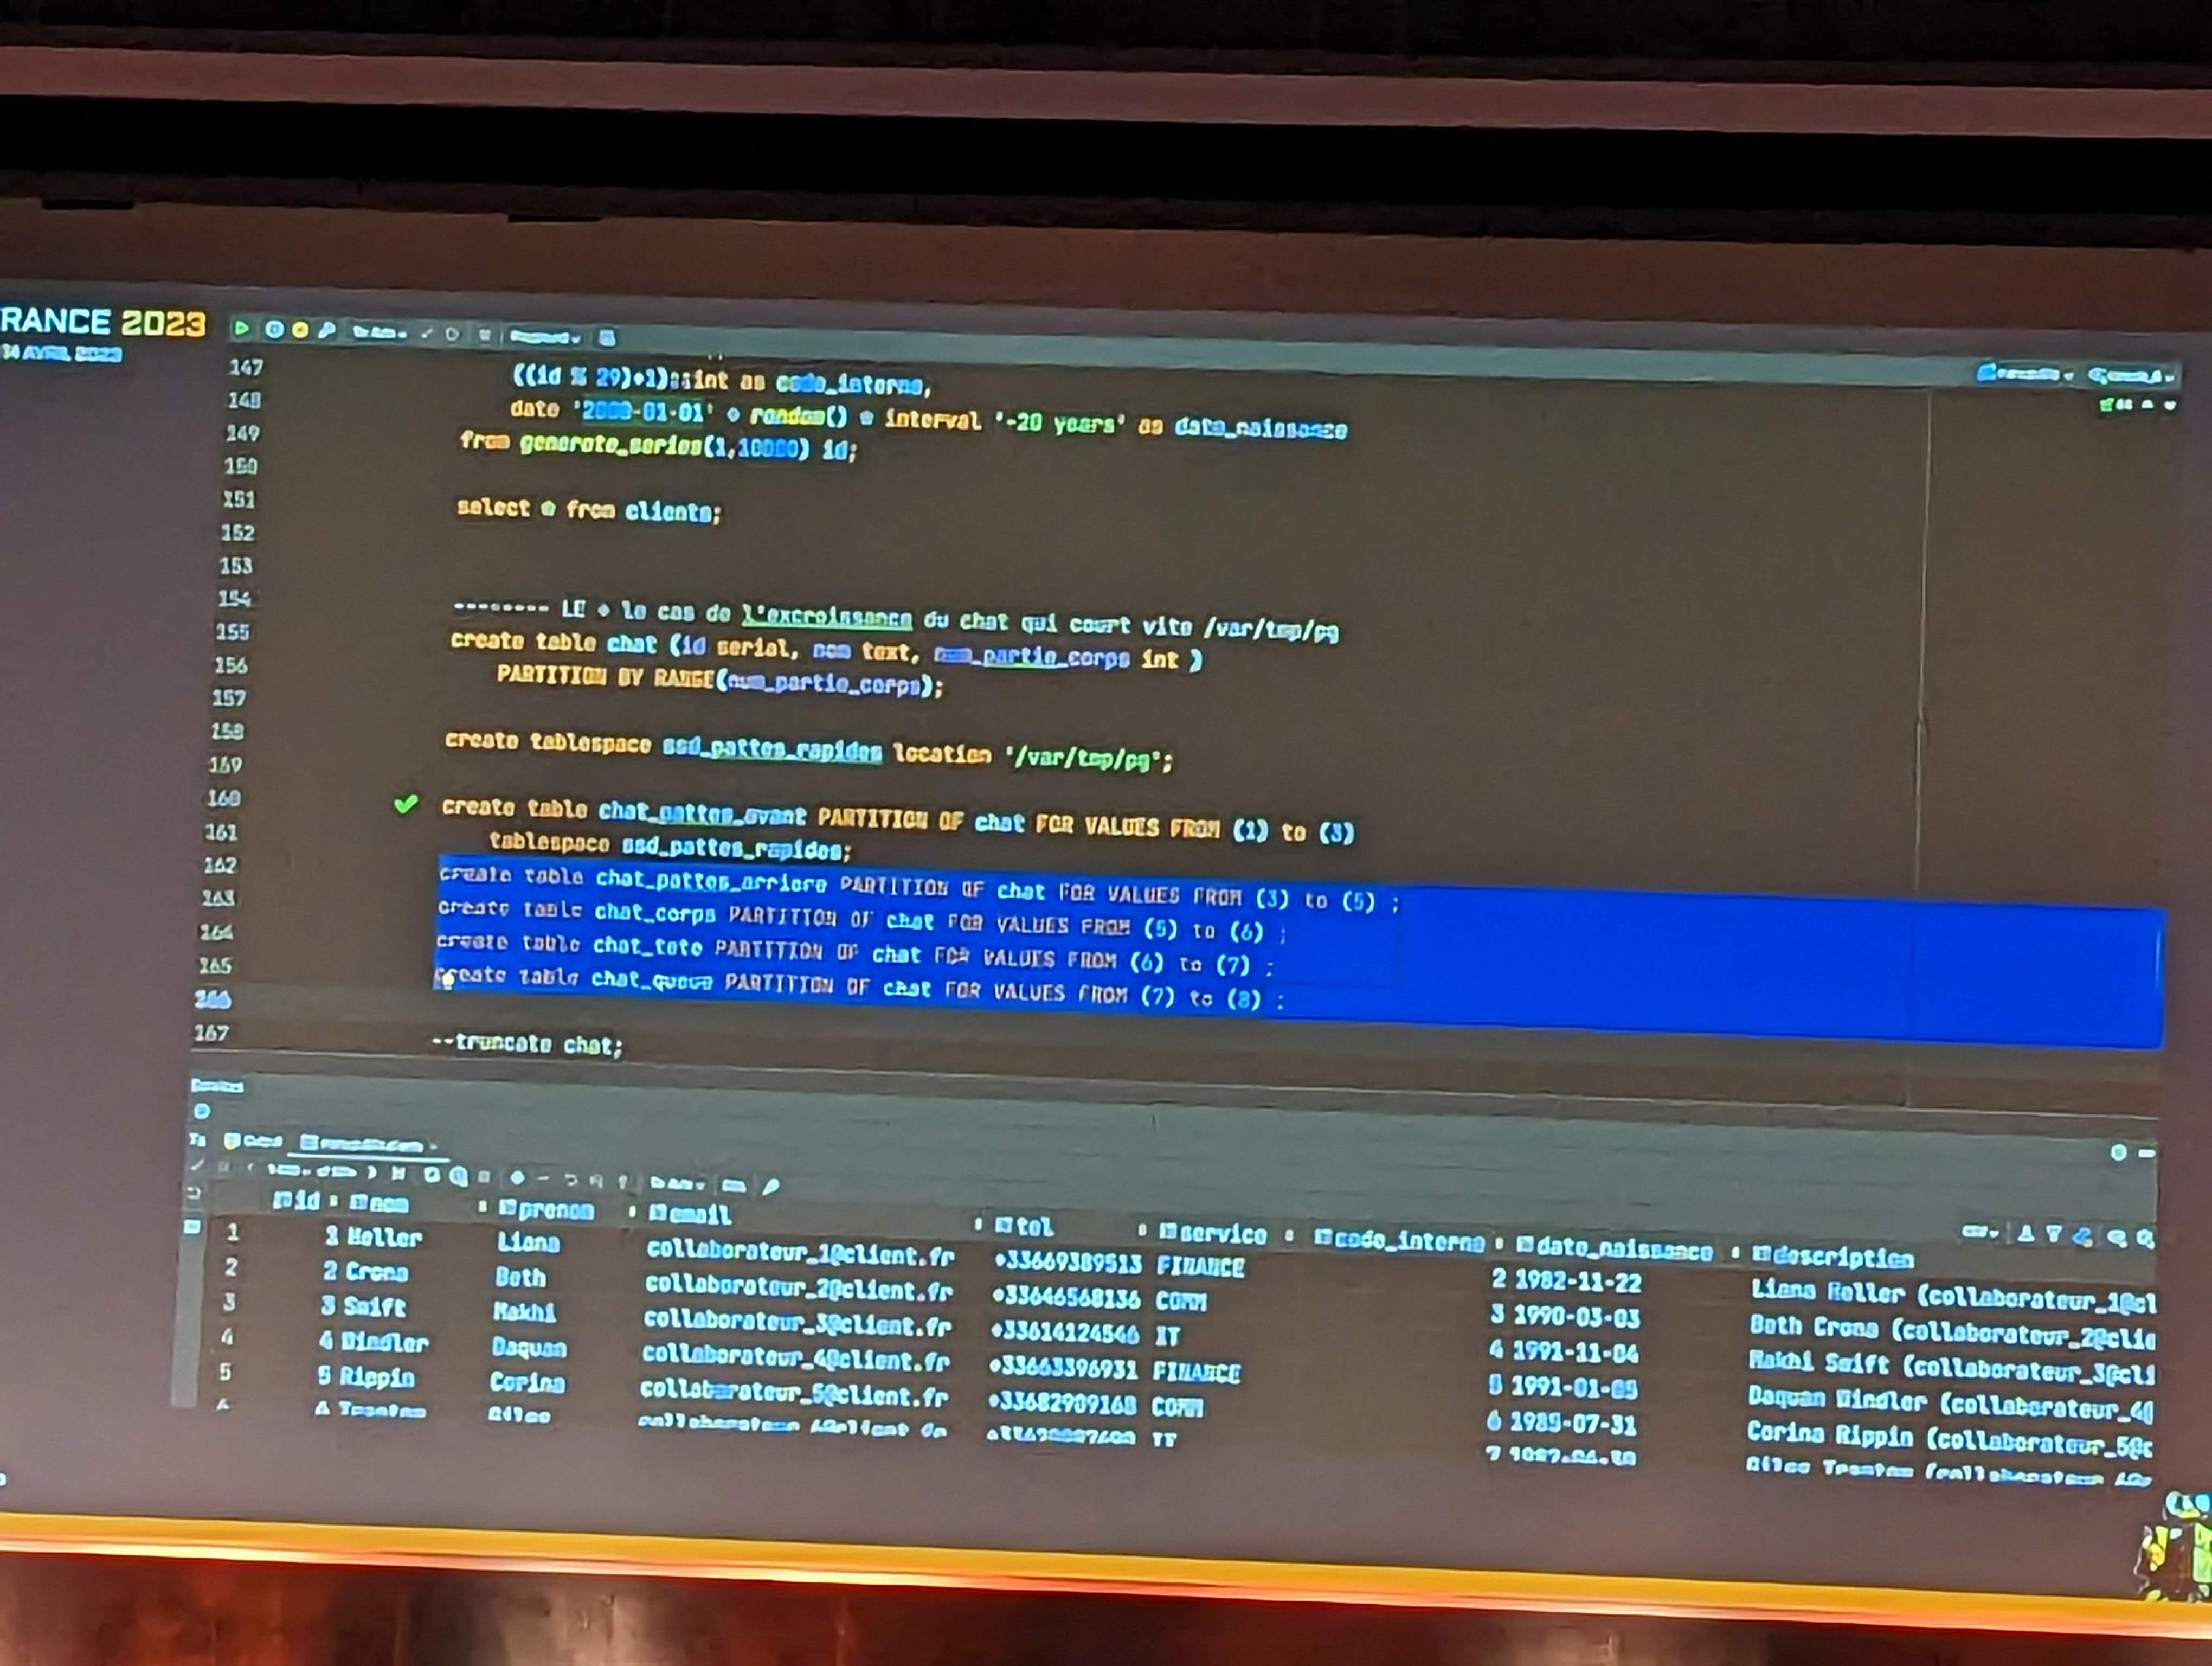 RANCE 2023
14 AVRIL 2023
147 ((id % 29)+1)::int as code_interne,
148 date '2000-01-01' + random() * interval '-20 years' as date_naissance
149 from generate_series(1,10000) id;
150
151 select * from clients;
152
153
154 -------- LE + le cas de l'excroissance du chat qui court vite /var/tmp/pg
155 create table chat (id serial, nom text, num_partie_corps int )
156 PARTITION BY RANGE(num_partie_corps);
157
158 create tablespace ssd_pattes_rapides location '/var/tmp/pg';
159
160 create table chat_pattes_avant PARTITION OF chat FOR VALUES FROM (1) to (3)
161 tablespace ssd_pattes_rapides;
162 create table chat_pattes_arriere PARTITION OF chat FOR VALUES FROM (3) to (5) ;
163 create table chat_corps PARTITION OF chat FOR VALUES FROM (5) to (6) ;
164 create table chat_tete PARTITION OF chat FOR VALUES FROM (6) to (7) ;
165 create table chat_queue PARTITION OF chat FOR VALUES FROM (7) to (8) ;
166
167 --truncate chat;
Services
Tx Output
id nom prenom email tel service code_interne date_naissance description
1 1 Heller Liana collaborateur_1@client.fr +33669389513 FINANCE 2 1982-11-22 Liana Heller (collaborateur_1@cl
2 2 Crona Beth collaborateur_2@client.fr +33646568136 COMM 3 1990-03-03 Beth Crona (collaborateur_2@clie
3 3 Swift Makhi collaborateur_3@client.fr +33614124546 IT 4 1991-11-04 Makhi Swift (collaborateur_3@cli
4 4 Windler Daquan collaborateur_4@client.fr +33663396931 FINANCE 5 1991-01-05 Daquan Windler (collaborateur_4@
5 5 Rippin Corina collaborateur_5@client.fr +33682909168 COMM 6 1985-07-31 Corina Rippin (collaborateur_5@c
6 6 IT 7